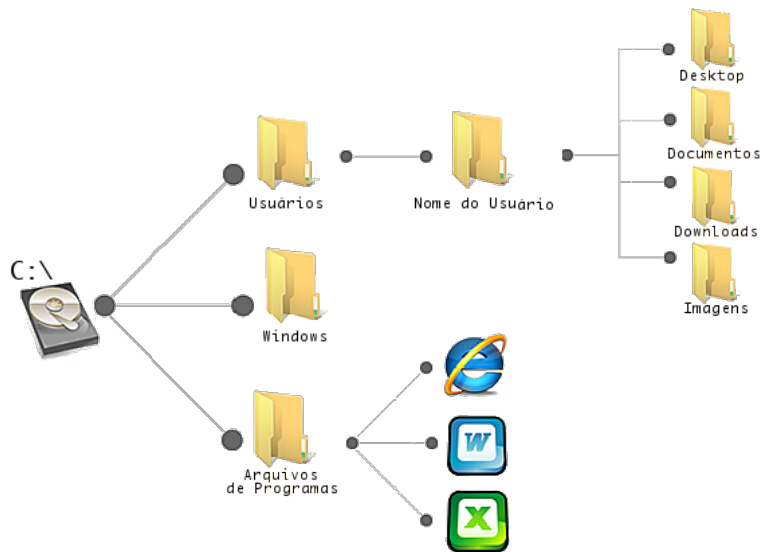 C:\
Usuários
Nome do Usuário
Desktop
Documentos
Downloads
Imagens
Windows
Arquivos
de Programas
W
X